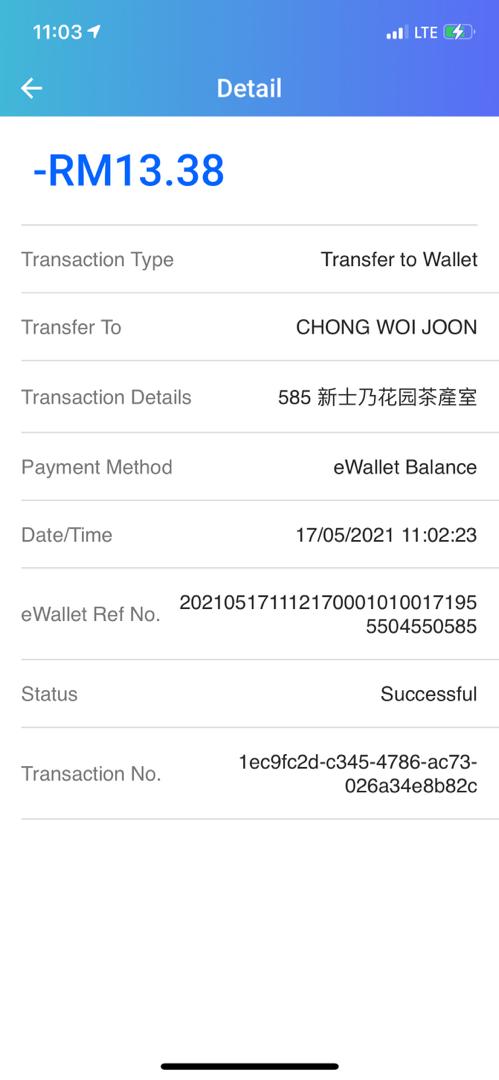 11:03
LTE
Detail
-RM13.38
Transaction Type Transfer to Wallet
Transfer To CHONG WOI JOON
Transaction Details 585 新士乃花园茶產室
Payment Method eWallet Balance
Date/Time 17/05/2021 11:02:23
eWallet Ref No. 202105171112170001010017195
5504550585
Status Successful
Transaction No. 1ec9fc2d-c345-4786-ac73-
026a34e8b82c